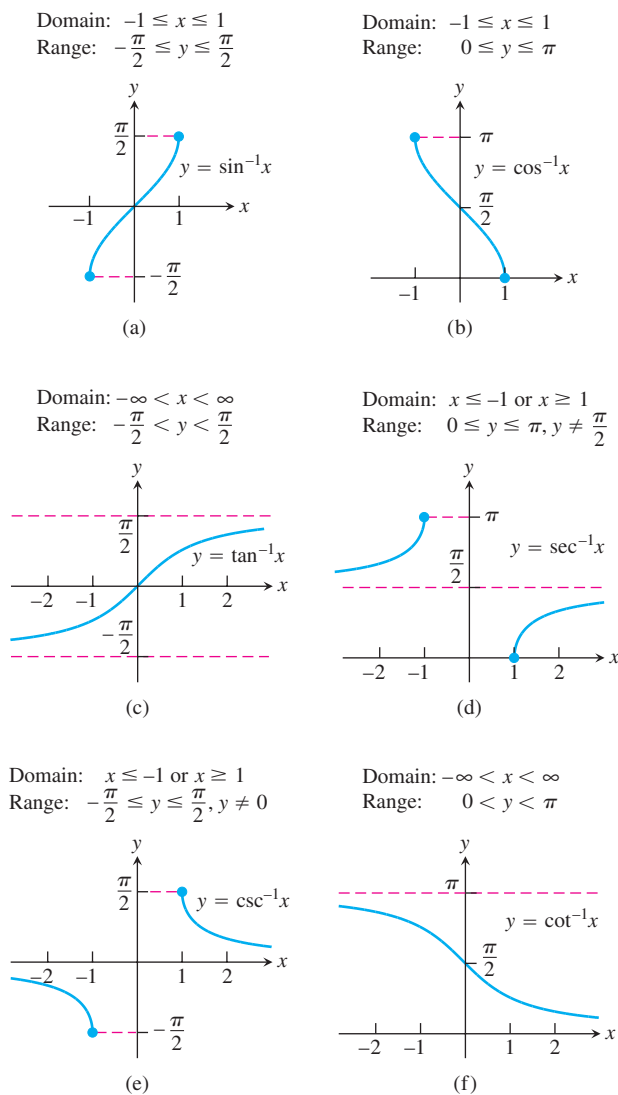 Domain: −1 ≤ x ≤ 1
Range: −π/2 ≤ y ≤ π/2
y
π/2
y = sin⁻¹x
−1
1
x
−π/2
(a)
Domain: −1 ≤ x ≤ 1
Range: 0 ≤ y ≤ π
y
π
y = cos⁻¹x
π/2
−1
1
x
(b)
Domain: −∞ < x < ∞
Range: −π/2 < y < π/2
y
π/2
y = tan⁻¹x
−2
−1
1
2
x
−π/2
(c)
Domain: x ≤ −1 or x ≥ 1
Range: 0 ≤ y ≤ π, y ≠ π/2
y
π
y = sec⁻¹x
π/2
−2
−1
1
2
x
(d)
Domain: x ≤ −1 or x ≥ 1
Range: −π/2 ≤ y ≤ π/2, y ≠ 0
y
π/2
y = csc⁻¹x
−2
−1
1
2
x
−π/2
(e)
Domain: −∞ < x < ∞
Range: 0 < y < π
y
π
y = cot⁻¹x
π/2
−2
−1
1
2
x
(f)